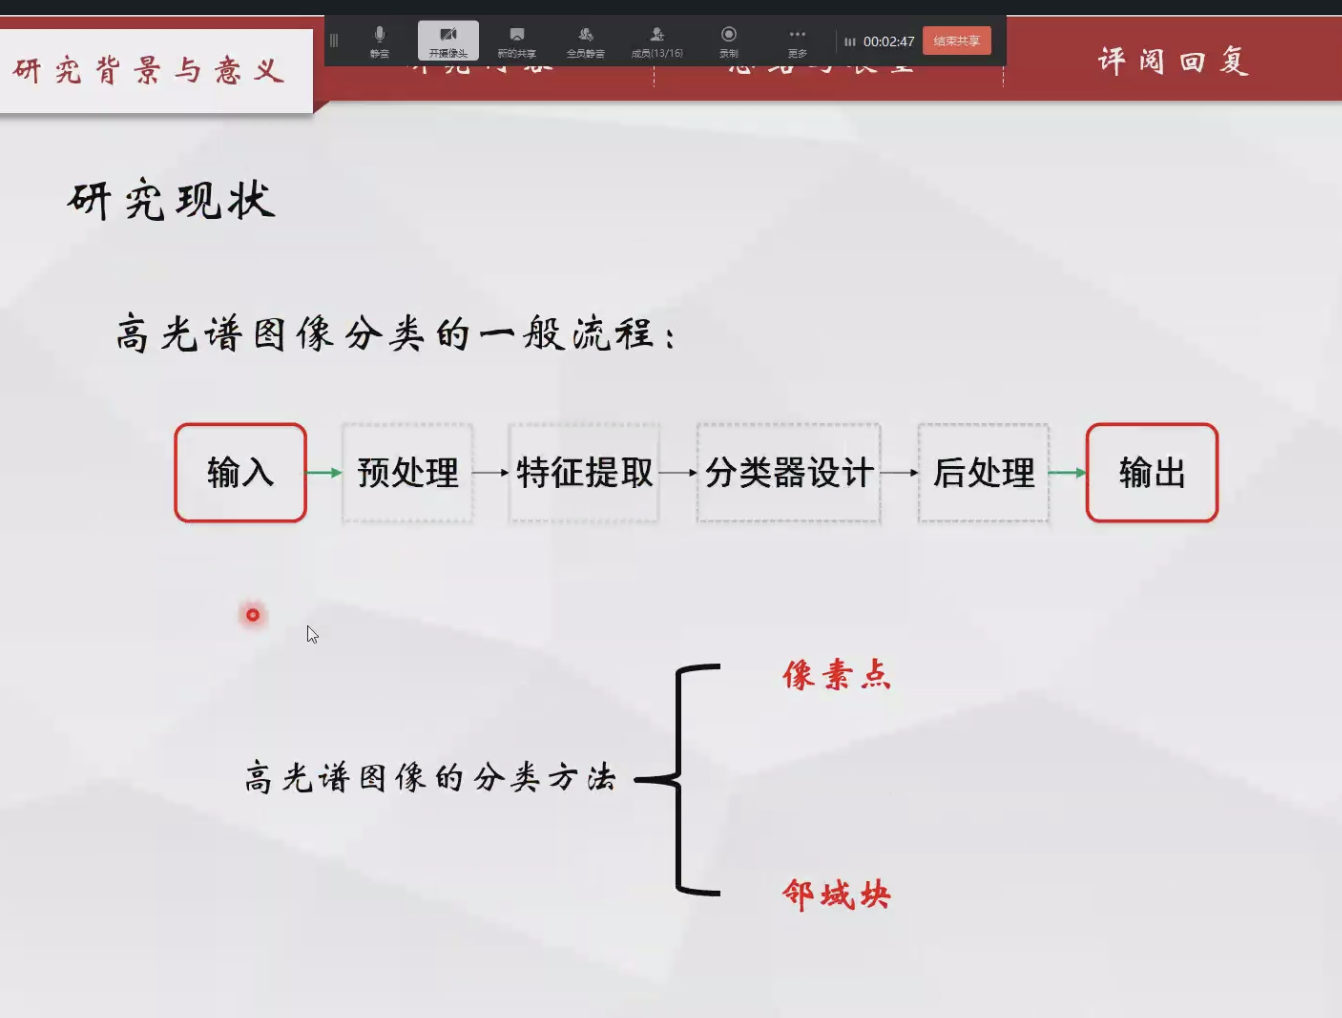 静音 开摄像头 新的共享 全员静音 成员(13/16) 录制 更多 00:02:47 结束共享
研究背景与意义 评阅回复
研究现状
高光谱图像分类的一般流程：
输入 预处理 特征提取 分类器设计 后处理 输出
像素点
高光谱图像的分类方法
邻域块